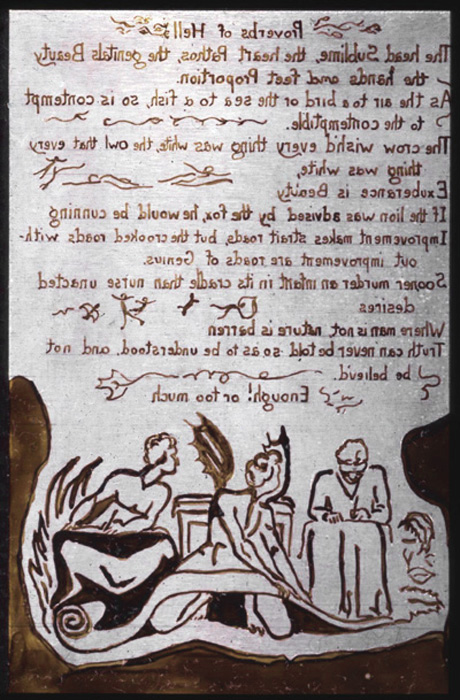 Proverbs of Hell
The head Sublime, the heart Pathos, the genitals Beauty
the hands and feet Proportion.
As the air to a bird or the sea to a fish, so is contempt
to the contemptible.
The crow wish'd every thing was white, the owl that every
thing was white,
Exuberance is Beauty
If the lion was advised by the fox, he would be cunning
Improvement makes strait roads, but the crooked roads with-
out improvement are roads of Genius.
Sooner murder an infant in its cradle than nurse unacted
desires
Where man is not, nature is barren
Truth can never be told so as to be understood, and not
be believ'd.
Enough! or too much